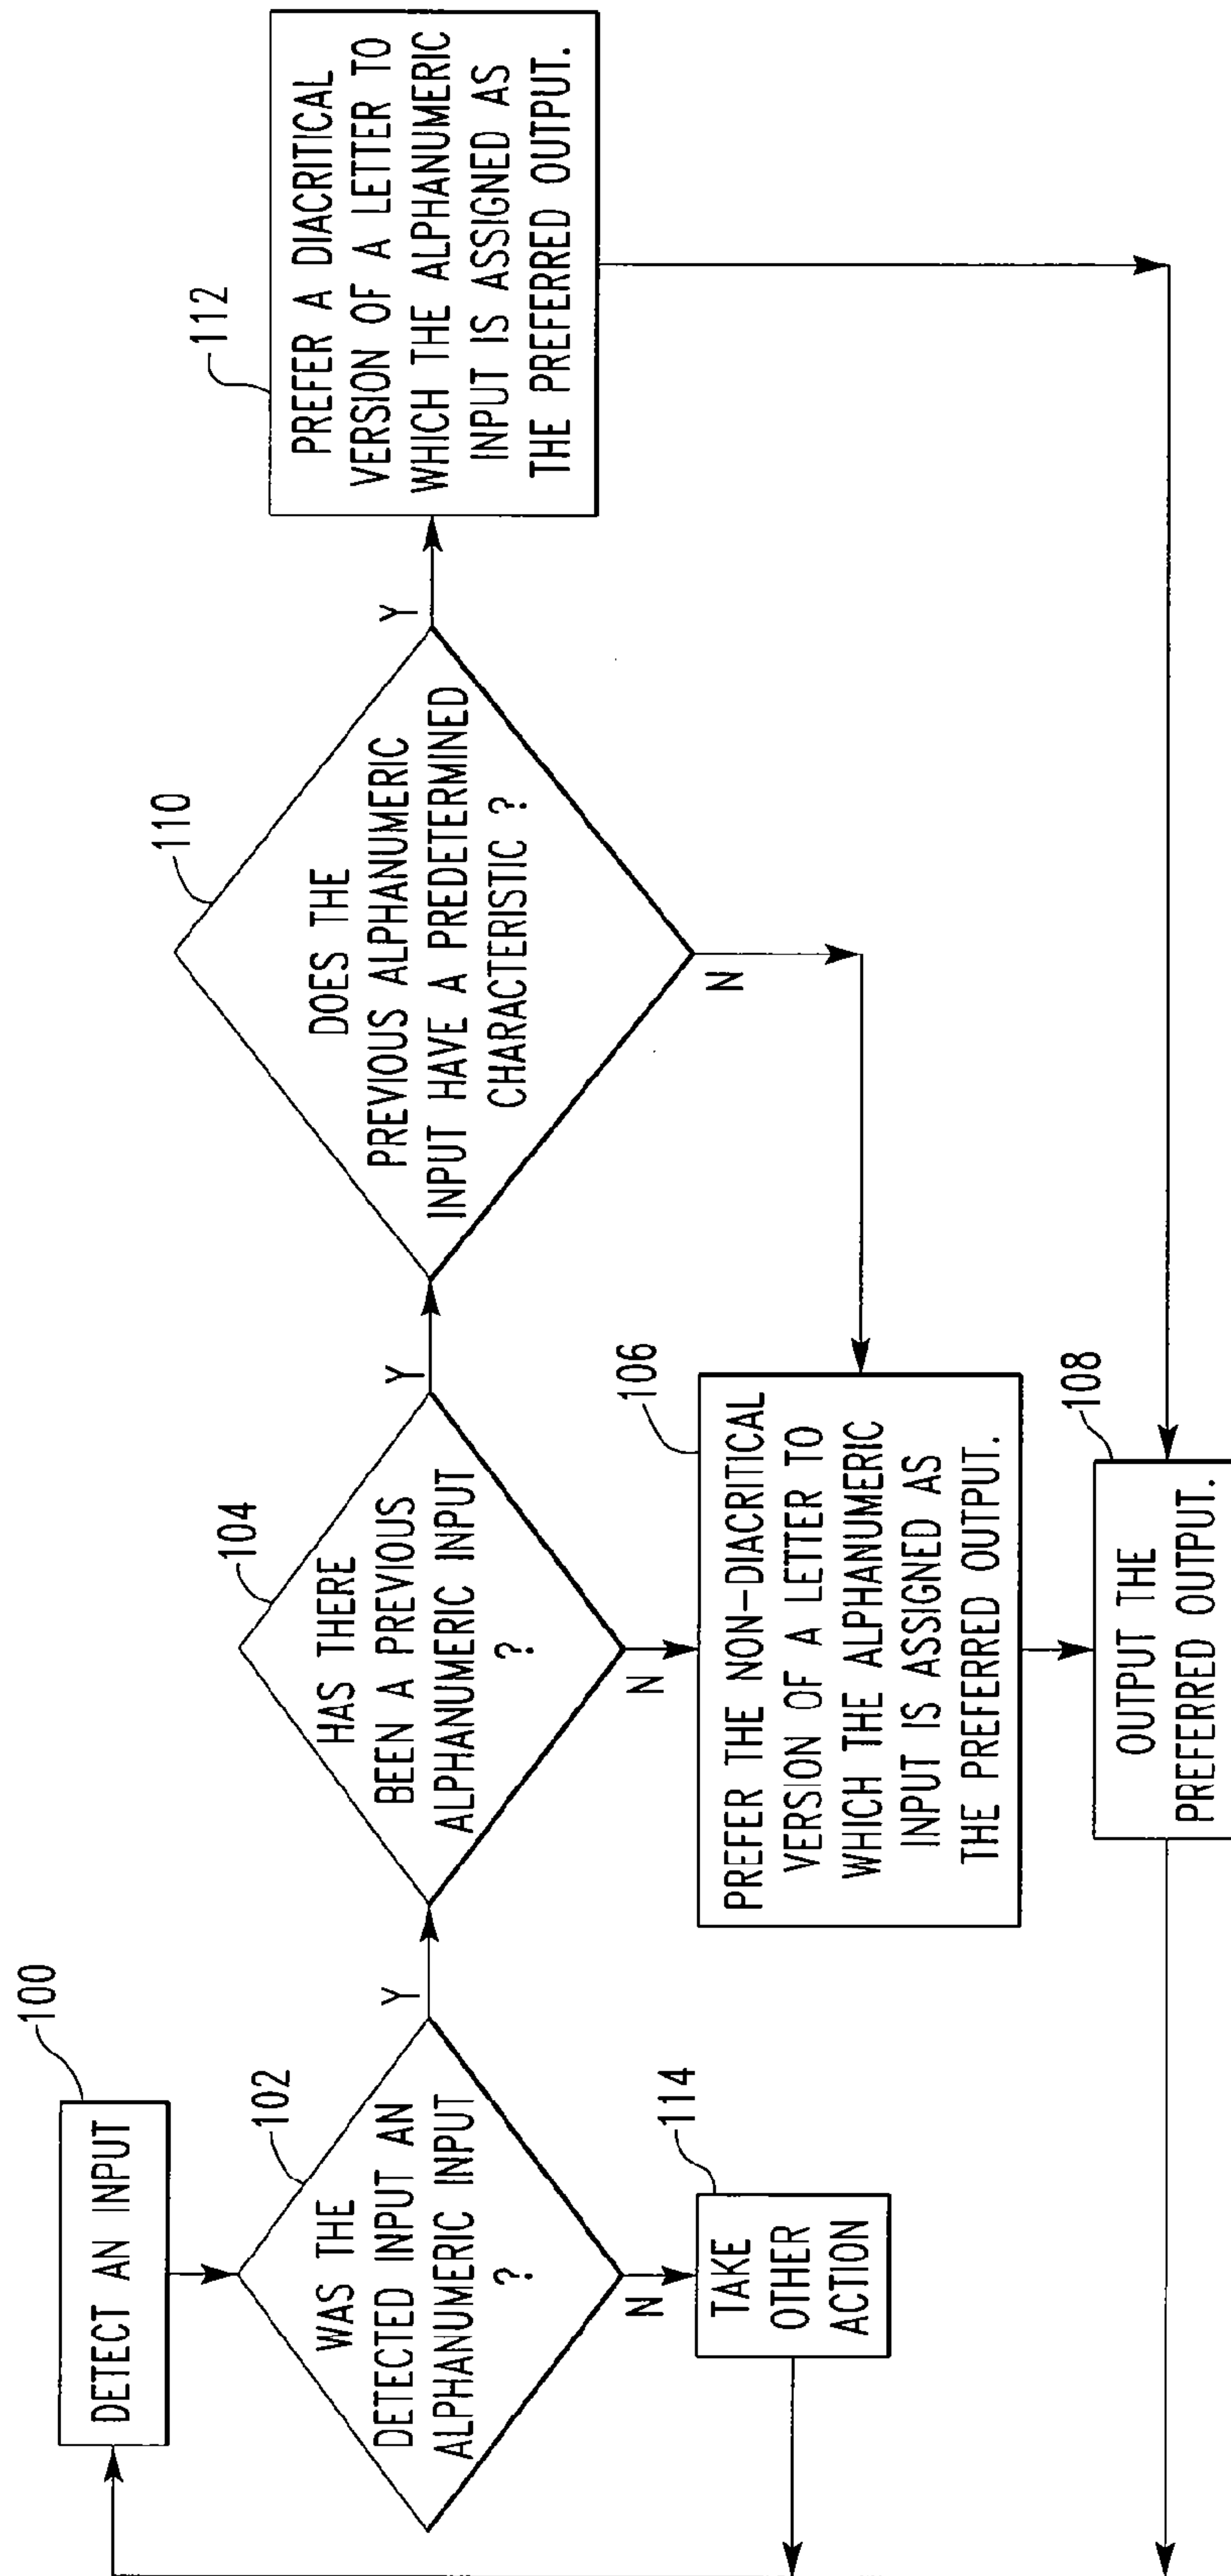 100
DETECT AN INPUT
102
WAS THE
DETECTED INPUT AN
ALPHANUMERIC INPUT
?
Y
N
114
TAKE
OTHER
ACTION
104
HAS THERE
BEEN A PREVIOUS
ALPHANUMERIC INPUT
?
Y
N
106
PREFER THE NON-DIACRITICAL
VERSION OF A LETTER TO
WHICH THE ALPHANUMERIC
INPUT IS ASSIGNED AS
THE PREFERRED OUTPUT.
108
OUTPUT THE
PREFERRED OUTPUT.
110
DOES THE
PREVIOUS ALPHANUMERIC
INPUT HAVE A PREDETERMINED
CHARACTERISTIC ?
Y
N
112
PREFER A DIACRITICAL
VERSION OF A LETTER TO
WHICH THE ALPHANUMERIC
INPUT IS ASSIGNED AS
THE PREFERRED OUTPUT.